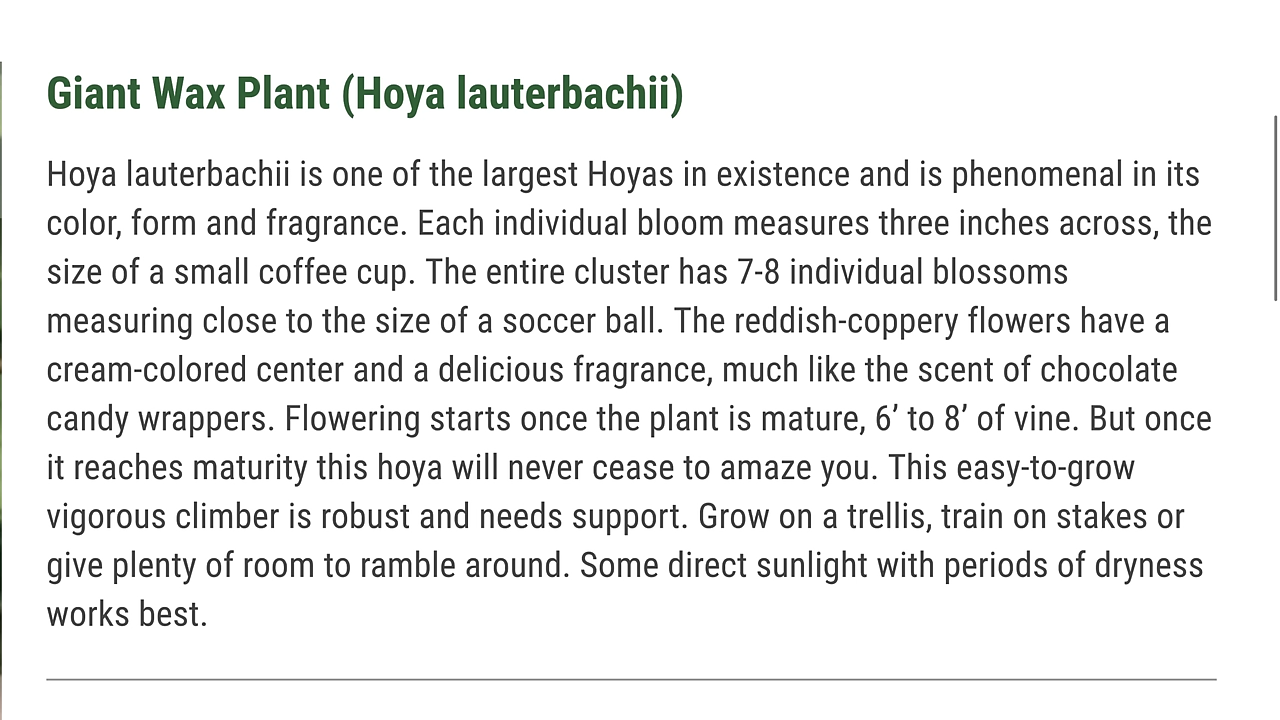 Giant Wax Plant (Hoya lauterbachii)
Hoya lauterbachii is one of the largest Hoyas in existence and is phenomenal in its
color, form and fragrance. Each individual bloom measures three inches across, the
size of a small coffee cup. The entire cluster has 7-8 individual blossoms
measuring close to the size of a soccer ball. The reddish-coppery flowers have a
cream-colored center and a delicious fragrance, much like the scent of chocolate
candy wrappers. Flowering starts once the plant is mature, 6’ to 8’ of vine. But once
it reaches maturity this hoya will never cease to amaze you. This easy-to-grow
vigorous climber is robust and needs support. Grow on a trellis, train on stakes or
give plenty of room to ramble around. Some direct sunlight with periods of dryness
works best.